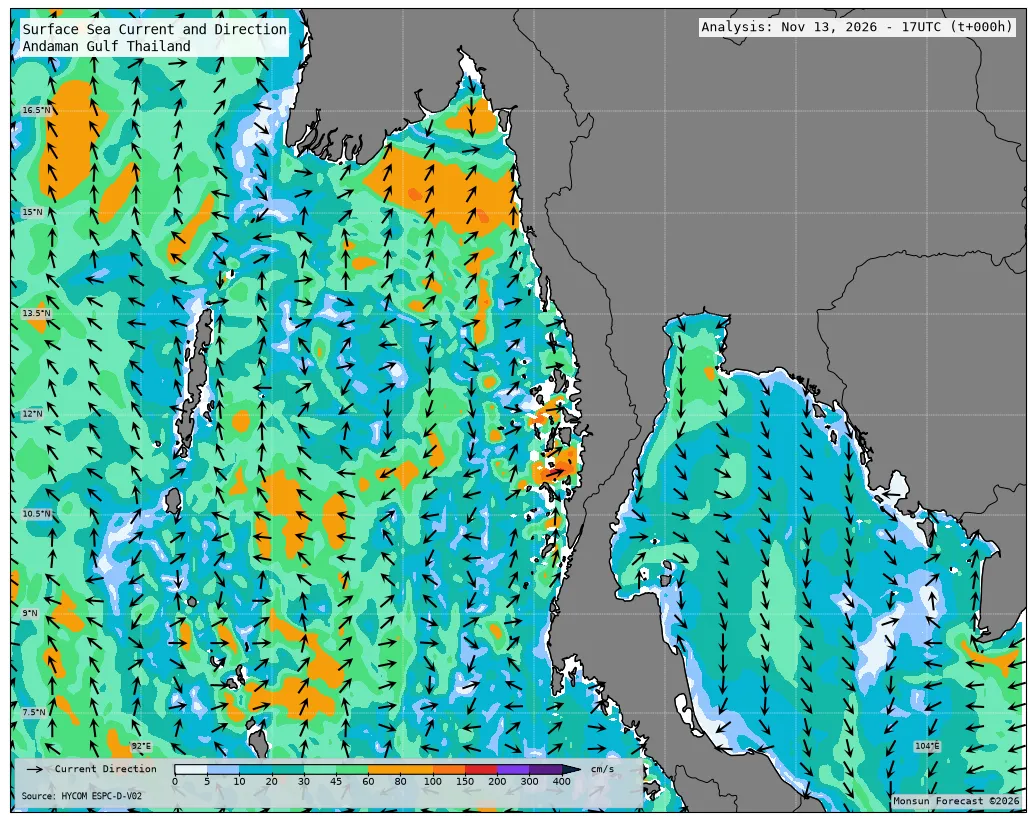 Surface Sea Current and Direction
Andaman Gulf Thailand
Analysis: Nov 13, 2026 - 17UTC (t+000h)
16.5°N
15°N
13.5°N
12°N
10.5°N
9°N
7.5°N
92°E
104°E
Current Direction
0 5 10 20 30 45 60 80 100 150 200 300 400 cm/s
Source: HYCOM ESPC-D-V02
Monsun Forecast ©2026